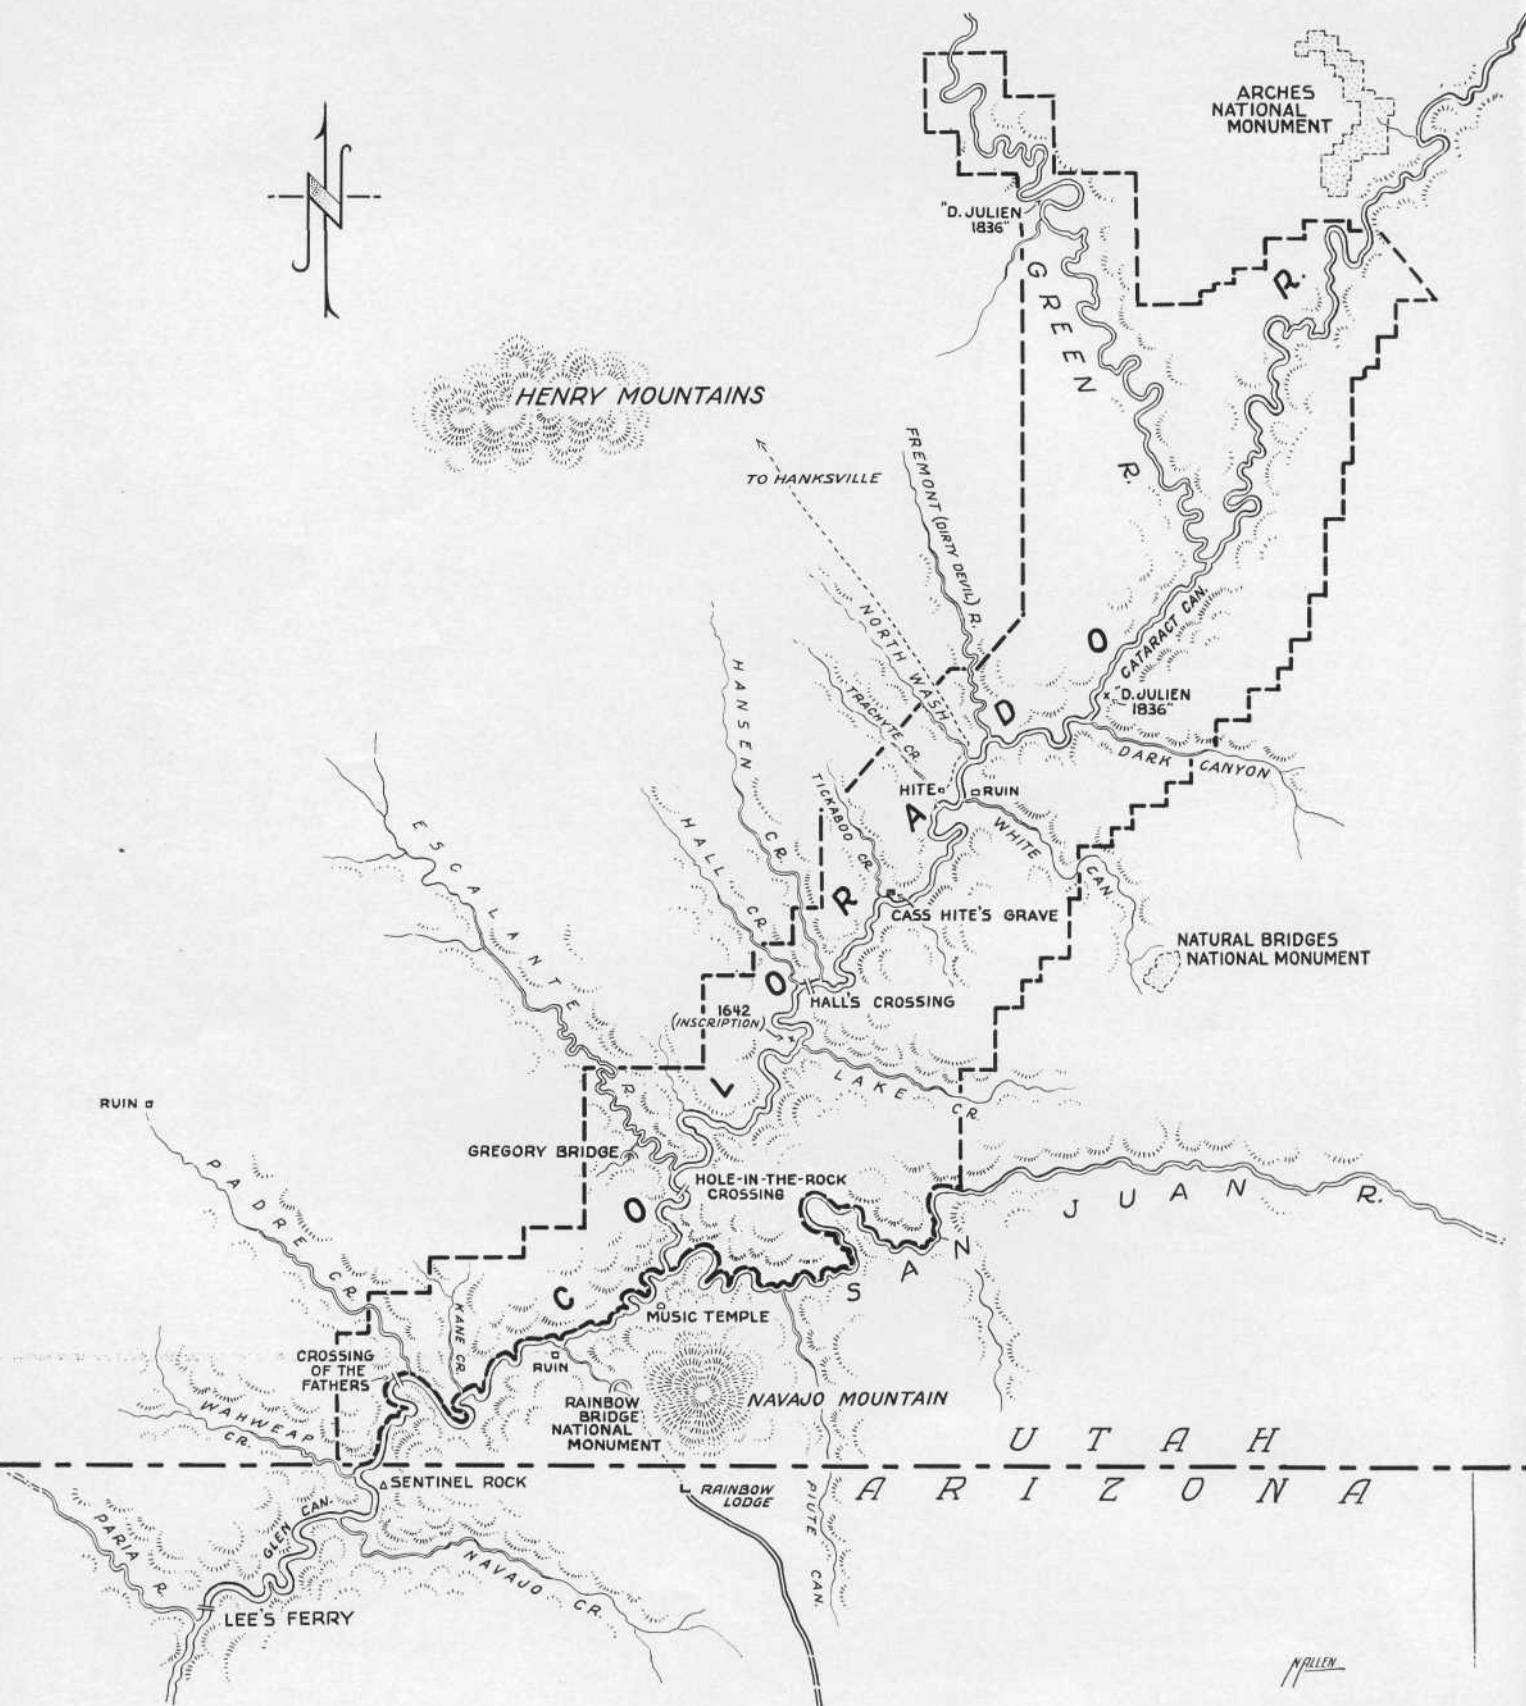 N
ARCHES
NATIONAL
MONUMENT
"D. JULIEN
1836"
GREEN R.
HENRY MOUNTAINS
TO HANKSVILLE
FREMONT (DIRTY DEVIL) R.
NORTH WASH
TRACHYTE CR.
HANSEN CR.
HALL CR.
TICKABOO CR.
CATARACT CAN.
"D. JULIEN
1836"
DARK CANYON
HITE
RUIN
WHITE CAN.
CASS HITE'S GRAVE
NATURAL BRIDGES
NATIONAL MONUMENT
HALL'S CROSSING
1642
(INSCRIPTION)
LAKE CR.
ESCALANTE R.
COLORADO R.
RUIN
GREGORY BRIDGE
HOLE-IN-THE-ROCK
CROSSING
SAN JUAN R.
PADRE CR.
KANE CR.
MUSIC TEMPLE
CROSSING
OF THE
FATHERS
RUIN
RAINBOW
BRIDGE
NATIONAL
MONUMENT
NAVAJO MOUNTAIN
WAHWEAP
CR.
UTAH
ARIZONA
SENTINEL ROCK
RAINBOW
LODGE
PIUTE CAN.
GLEN CAN.
PARIA R.
NAVAJO CR.
LEE'S FERRY
NALLEN